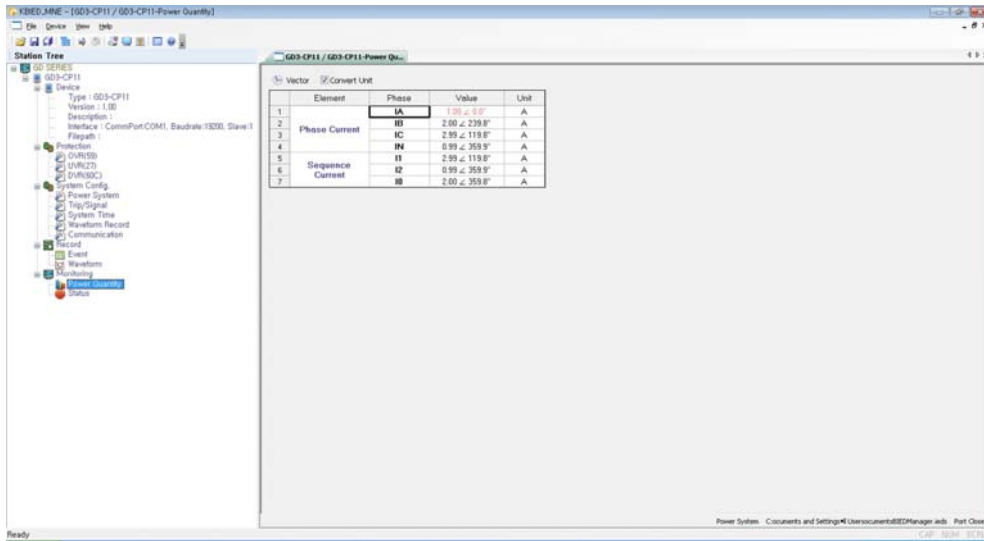 KBIED_MNE - [GD3-CP11 / GD3-CP11-Power Quantity]
File Device View Help
Station Tree
GD SERIES
GD3-CP11
Device
Type : GD3-CP11
Version : 1.00
Description :
Interface : CommPort:COM1, Baudrate:19200, Slave:1
Filepath :
Protection
OVR(59)
UVR(27)
System Config.
Power System
Trip/Signal
System Time
Waveform Record
Communication
Record
Event
Waveform
Monitoring
Power Quantity
Status
GD3-CP11 / GD3-CP11-Power Qu...
Vector Convert Unit
Element Phase Value Unit
1 Phase Current IA 1.00 ∠ 0.0° A
2 IB 2.00 ∠ 239.8° A
3 IC 2.99 ∠ 119.8° A
4 IN 0.99 ∠ 359.9° A
5 Sequence Current I1 2.99 ∠ 119.8° A
6 I2 0.99 ∠ 359.9° A
7 I0 2.00 ∠ 359.8° A
Power System
Port Close
Ready
CAP NUM SCRL